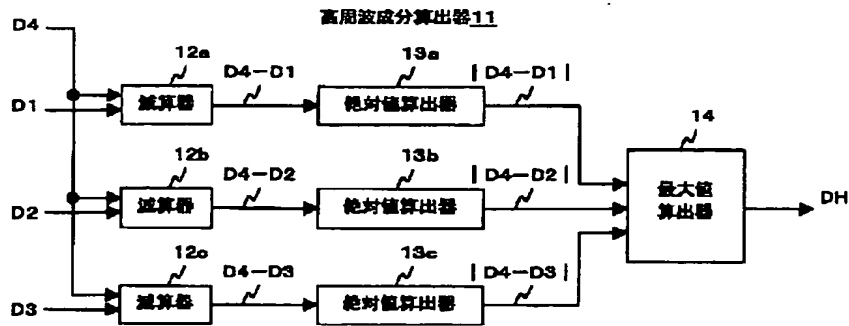 高周波成分算出器11
D4
12a
D4-D1
13a
|D4-D1|
D1
減算器
絶対値算出器
14
12b
D4-D2
13b
|D4-D2|
D2
減算器
絶対値算出器
最大値
算出器
DH
12c
D4-D3
13c
|D4-D3|
D3
減算器
絶対値算出器